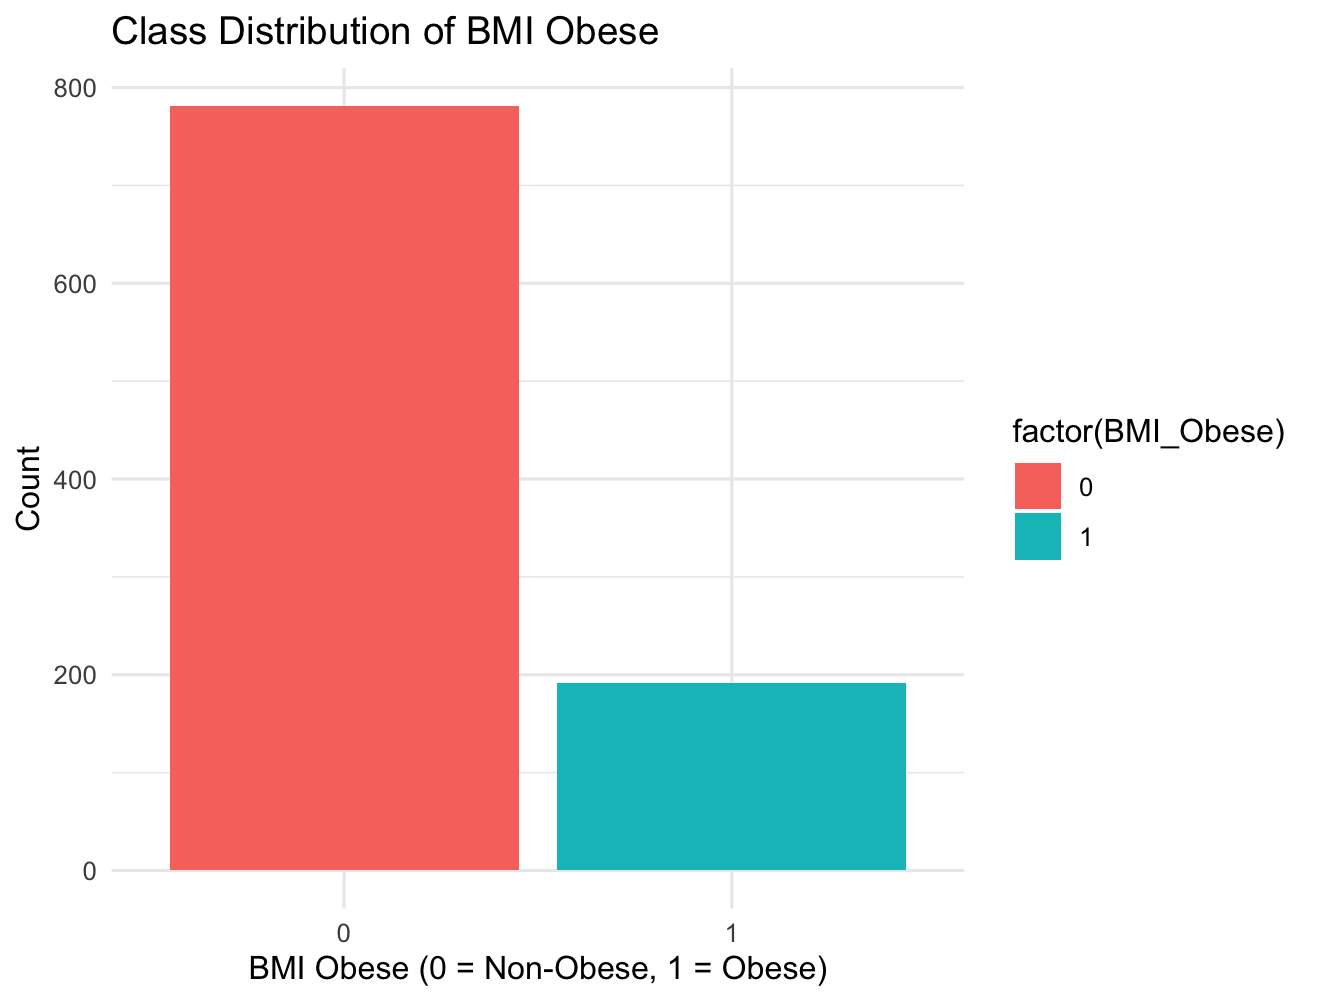 Class Distribution of BMI Obese
800
600
400
200
0
Count
0
1
BMI Obese (0 = Non-Obese, 1 = Obese)
factor(BMI_Obese)
0
1